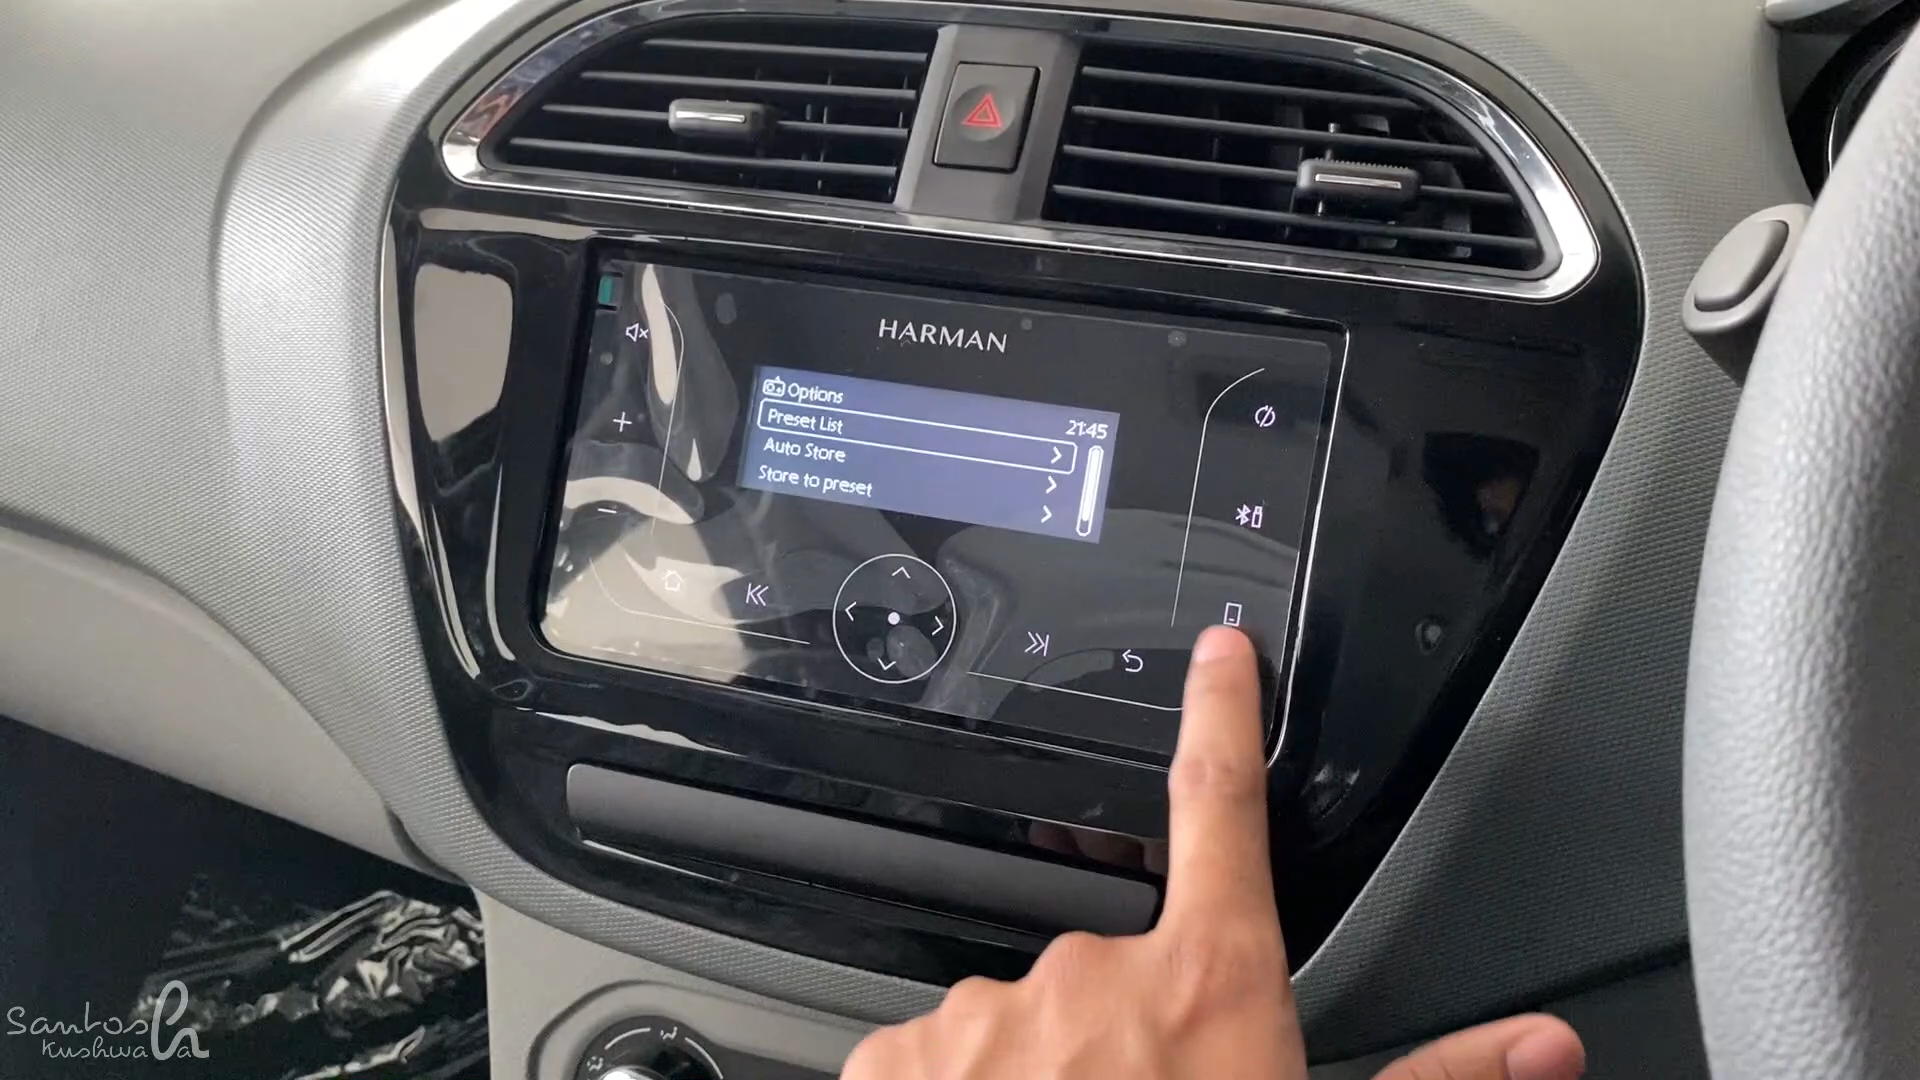 HARMAN
Options
21:45
Preset List
Auto Store
Store to preset
Santosh
Kushwaha